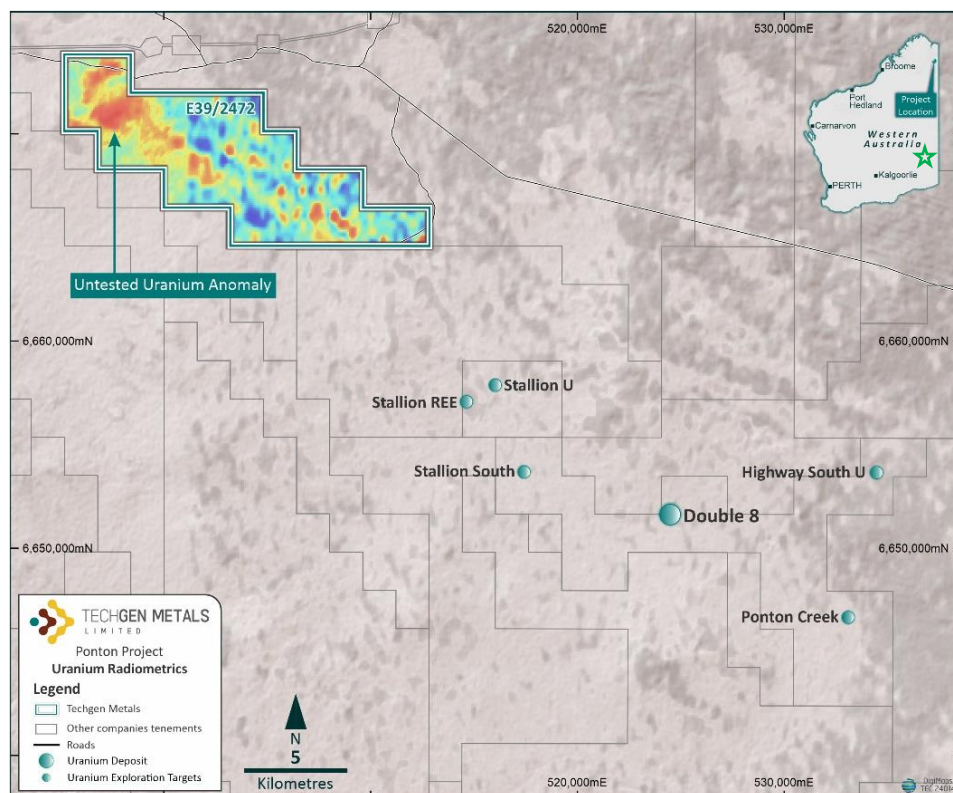 520,000mE
530,000mE
E39/2472
Untested Uranium Anomaly
Broome
Port
Hedland
Project
Location
Carnarvon
Western
Australia
Kalgoorlie
PERTH
6,660,000mN
6,660,000mN
Stallion U
Stallion REE
Stallion South
Highway South U
Double 8
6,650,000mN
6,650,000mN
Ponton Creek
TECHGEN METALS
LIMITED
Ponton Project
Uranium Radiometrics
Legend
Techgen Metals
Other companies tenements
Roads
Uranium Deposit
Uranium Exploration Targets
N
5
Kilometres
520,000mE
530,000mE